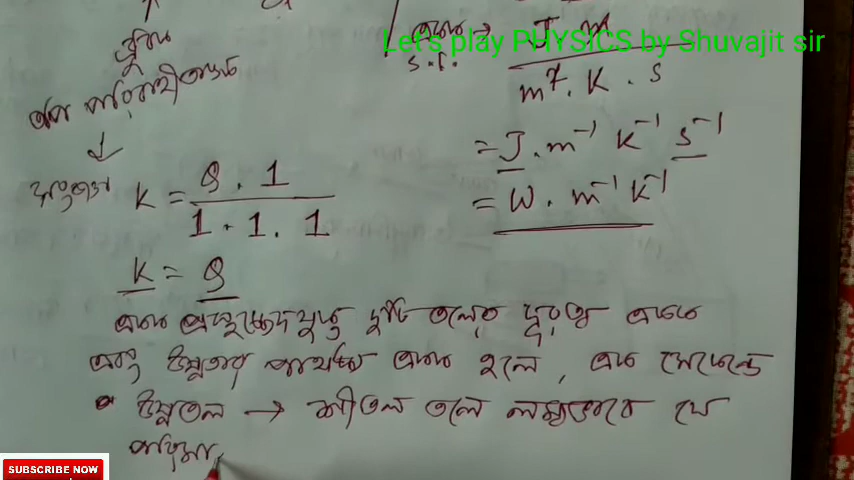 Let's play PHYSICS by Shuvajit sir
একক → J. m
S.I.
m². K . s
ধ্রুবক
তাপ পরিবাহীতাঙ্ক
= J . m⁻¹ K⁻¹ s⁻¹
K = Q . 1 / 1 . 1 . 1
= W . m⁻¹ K⁻¹
K = Q
একক প্রস্থচ্ছেদযুক্ত দুটি তলের দূরত্ব একক
এবং উষ্ণতার পার্থক্য একক হলে, এক সেকেন্ডে
উষ্ণতল → শীতল তলে লম্বভাবে যে
SUBSCRIBE NOW